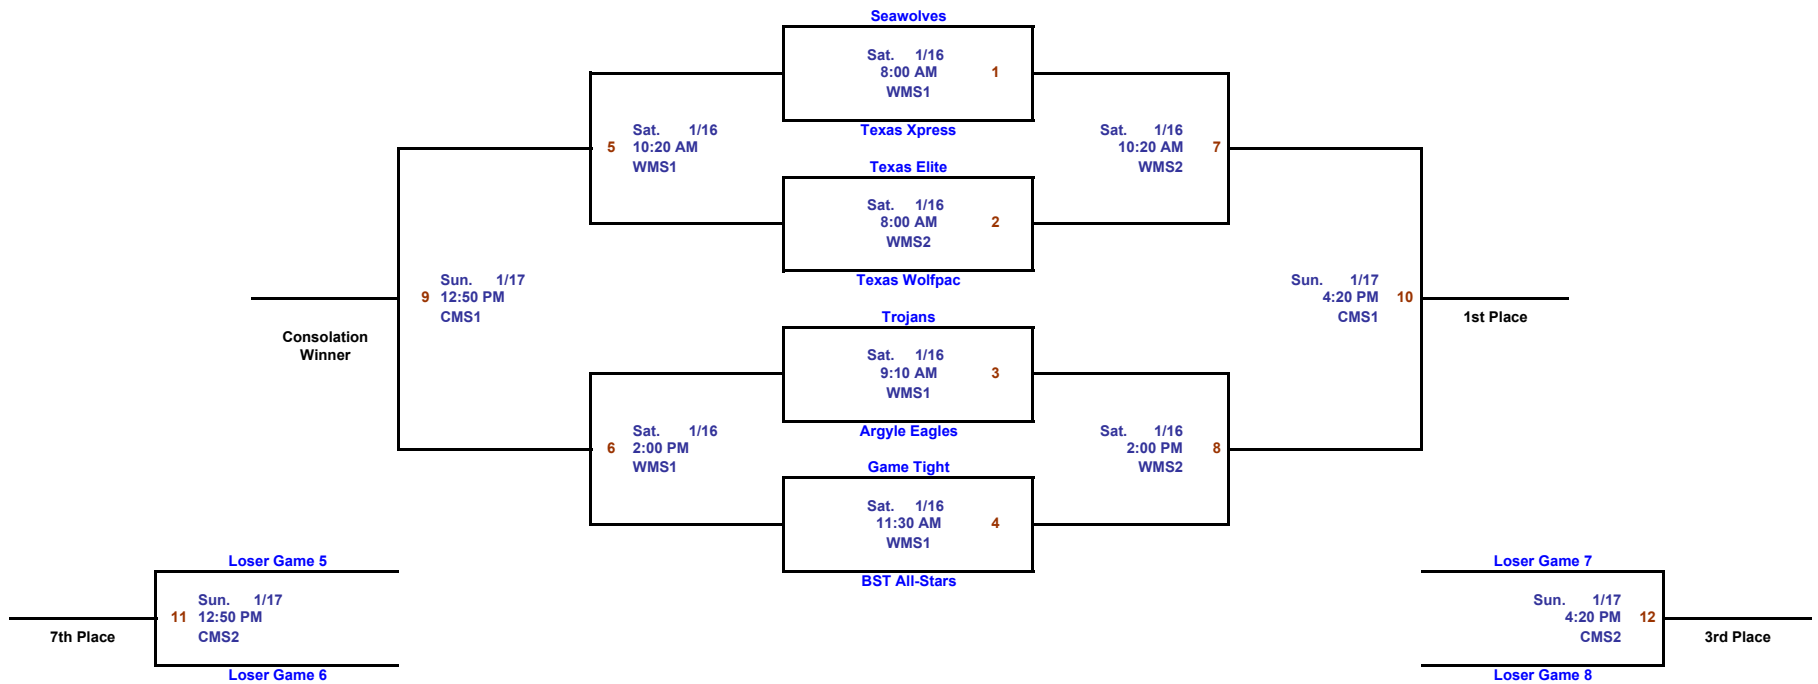 Seawolves
Sat. 1/16
8:00 AM 1
WMS1
Texas Xpress
Sat. 1/16
5 10:20 AM
WMS1
Sat. 1/16
10:20 AM 7
WMS2
Texas Elite
Sat. 1/16
8:00 AM 2
WMS2
Texas Wolfpac
Sun. 1/17
9 12:50 PM
CMS1
Consolation
Winner
Sun. 1/17
4:20 PM 10
CMS1
1st Place
Trojans
Sat. 1/16
9:10 AM 3
WMS1
Argyle Eagles
Sat. 1/16
6 2:00 PM
WMS1
Sat. 1/16
2:00 PM 8
WMS2
Game Tight
Sat. 1/16
11:30 AM 4
WMS1
BST All-Stars
Loser Game 5
Sun. 1/17
11 12:50 PM
CMS2
7th Place
Loser Game 6
Loser Game 7
Sun. 1/17
4:20 PM 12
CMS2
3rd Place
Loser Game 8